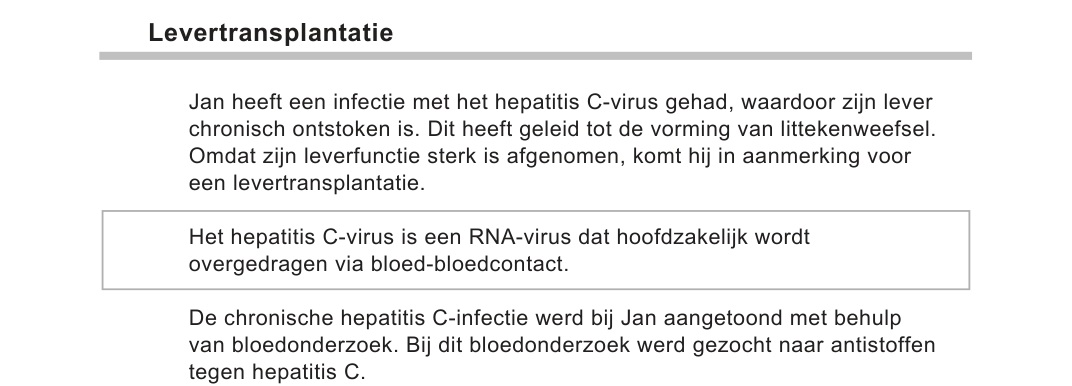 Levertransplantatie
Jan heeft een infectie met het hepatitis C-virus gehad, waardoor zijn lever
chronisch ontstoken is. Dit heeft geleid tot de vorming van littekenweefsel.
Omdat zijn leverfunctie sterk is afgenomen, komt hij in aanmerking voor
een levertransplantatie.
Het hepatitis C-virus is een RNA-virus dat hoofdzakelijk wordt
overgedragen via bloed-bloedcontact.
De chronische hepatitis C-infectie werd bij Jan aangetoond met behulp
van bloedonderzoek. Bij dit bloedonderzoek werd gezocht naar antistoffen
tegen hepatitis C.